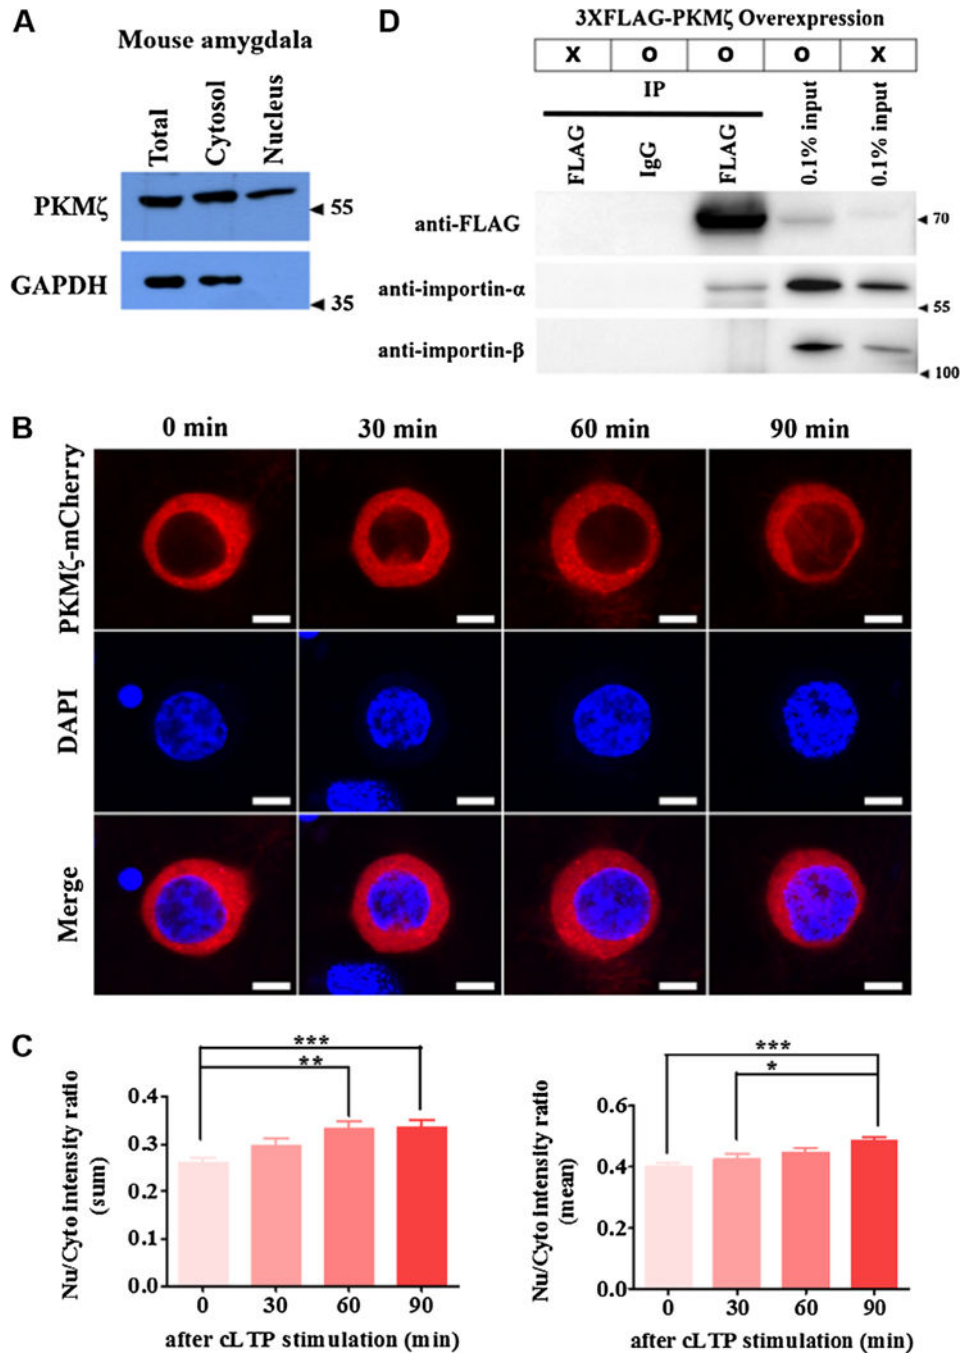 A
Mouse amygdala
Total
Cytosol
Nucleus
PKMζ
◄ 55
GAPDH
◄ 35
D
3XFLAG-PKMζ Overexpression
X O O O X
IP
FLAG
IgG
FLAG
0.1% input
0.1% input
anti-FLAG
◄ 70
anti-importin-α
◄ 55
anti-importin-β
◄ 100
B
0 min 30 min 60 min 90 min
PKMζ-mCherry
DAPI
Merge
C
Nu/Cyto intensity ratio
(sum)
0.4
0.3
0.2
0.1
0.0
***
**
0 30 60 90
after cLTP stimulation (min)
Nu/Cyto intensity ratio
(mean)
0.6
0.4
0.2
0.0
***
*
0 30 60 90
after cLTP stimulation (min)